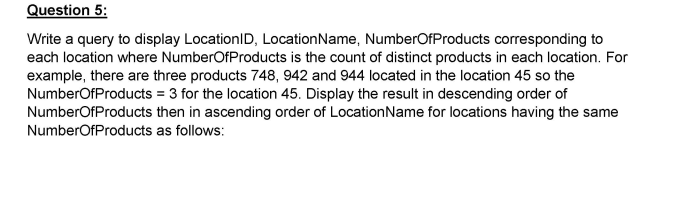 Question 5:
Write a query to display LocationID, LocationName, NumberOfProducts corresponding to
each location where NumberOfProducts is the count of distinct products in each location. For
example, there are three products 748, 942 and 944 located in the location 45 so the
NumberOfProducts = 3 for the location 45. Display the result in descending order of
NumberOfProducts then in ascending order of LocationName for locations having the same
NumberOfProducts as follows: